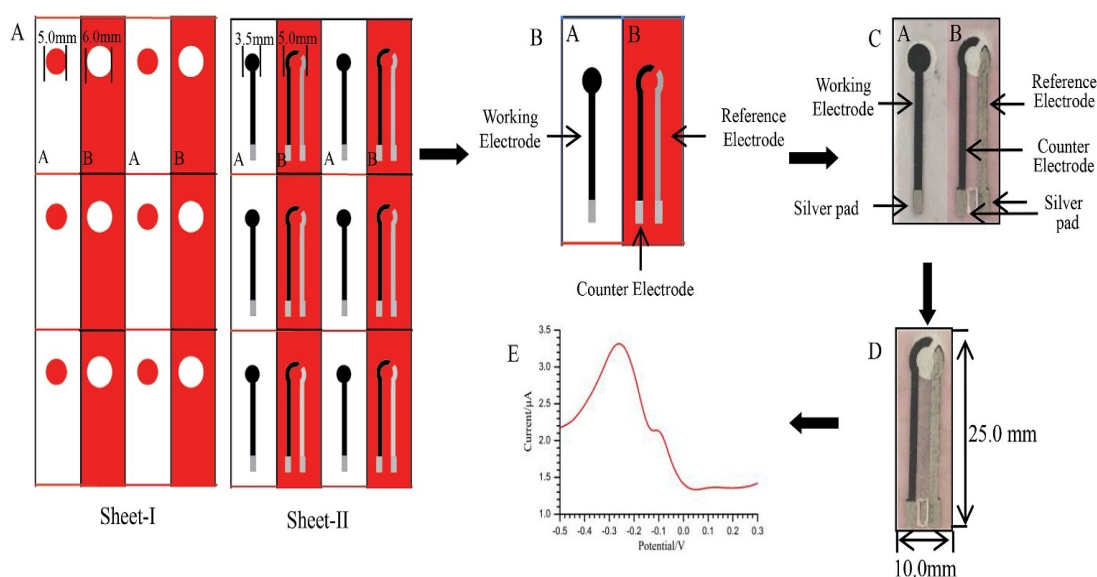 A
5.0mm
6.0mm
A
B
A
B
Sheet-I
3.5mm
5.0mm
A
B
A
B
Sheet-II
B
A
B
Working
Electrode
Reference
Electrode
Counter Electrode
C
A
B
Working
Electrode
Reference
Electrode
Counter
Electrode
Silver pad
Silver
pad
D
25.0 mm
10.0mm
E
Current/μA
3.5
3.0
2.5
2.0
1.5
1.0
-0.5 -0.4 -0.3 -0.2 -0.1 0.0 0.1 0.2 0.3
Potential/V